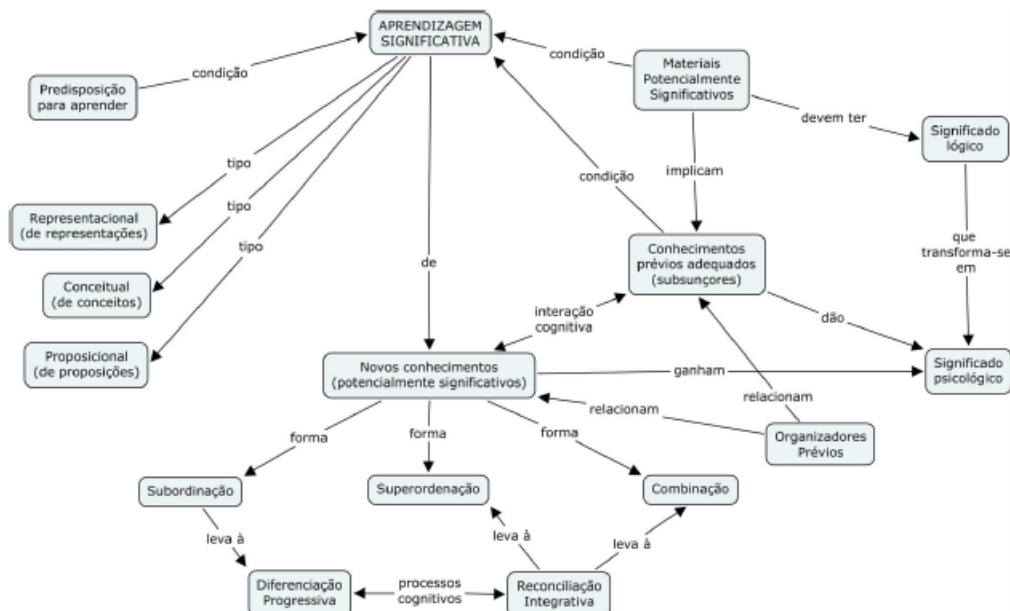 APRENDIZAGEM
SIGNIFICATIVA
condição
condição
Materiais
Potencialmente
Significativos
Predisposição
para aprender
devem ter
Significado
lógico
tipo
implicam
condição
Representacional
(de representações)
tipo
tipo
Conhecimentos
prévios adequados
(subsunçores)
que
transforma-se
em
de
Conceitual
(de conceitos)
interação
cognitiva
dão
Proposicional
(de proposições)
Novos conhecimentos
(potencialmente significativos)
ganham
Significado
psicológico
relacionam
relacionam
forma
forma
forma
Organizadores
Prévios
Subordinação
Superordenação
Combinação
leva à
leva à
leva à
Diferenciação
Progressiva
processos
cognitivos
Reconciliação
Integrativa